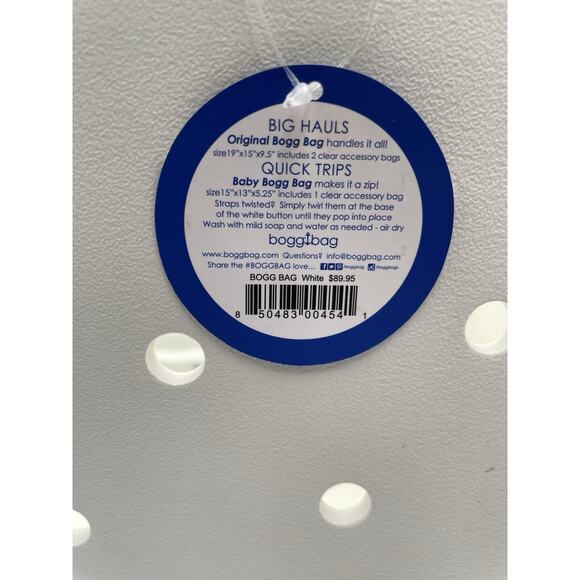 BIG HAULS
Original Bogg Bag handles it all!
size19"x15"x9.5" includes 2 clear accessory bags
QUICK TRIPS
Baby Bogg Bag makes it a zip!
size15"x13"x5.25" includes 1 clear accessory bag
Straps twisted? Simply twirl them at the base
of the white button until they pop into place
Wash with mild soap and water as needed - air dry
bogg bag
www.boggbag.com Questions? info@boggbag.com
Share the #BOGGBAG love... /boggbag /boggbag
BOGG BAG White $89.95
8 50483 00454 1